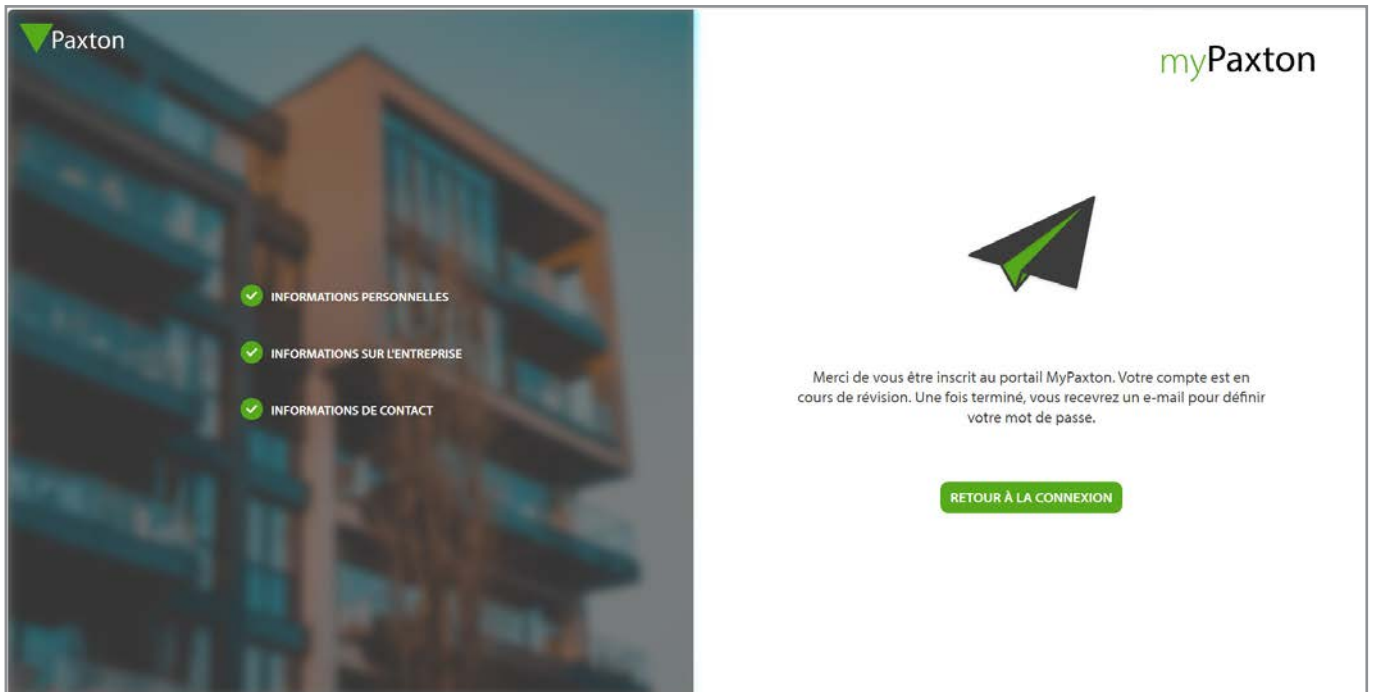 Paxton
myPaxton
INFORMATIONS PERSONNELLES
INFORMATIONS SUR L'ENTREPRISE
INFORMATIONS DE CONTACT
Merci de vous être inscrit au portail MyPaxton. Votre compte est en
cours de révision. Une fois terminé, vous recevrez un e-mail pour définir
votre mot de passe.
RETOUR À LA CONNEXION